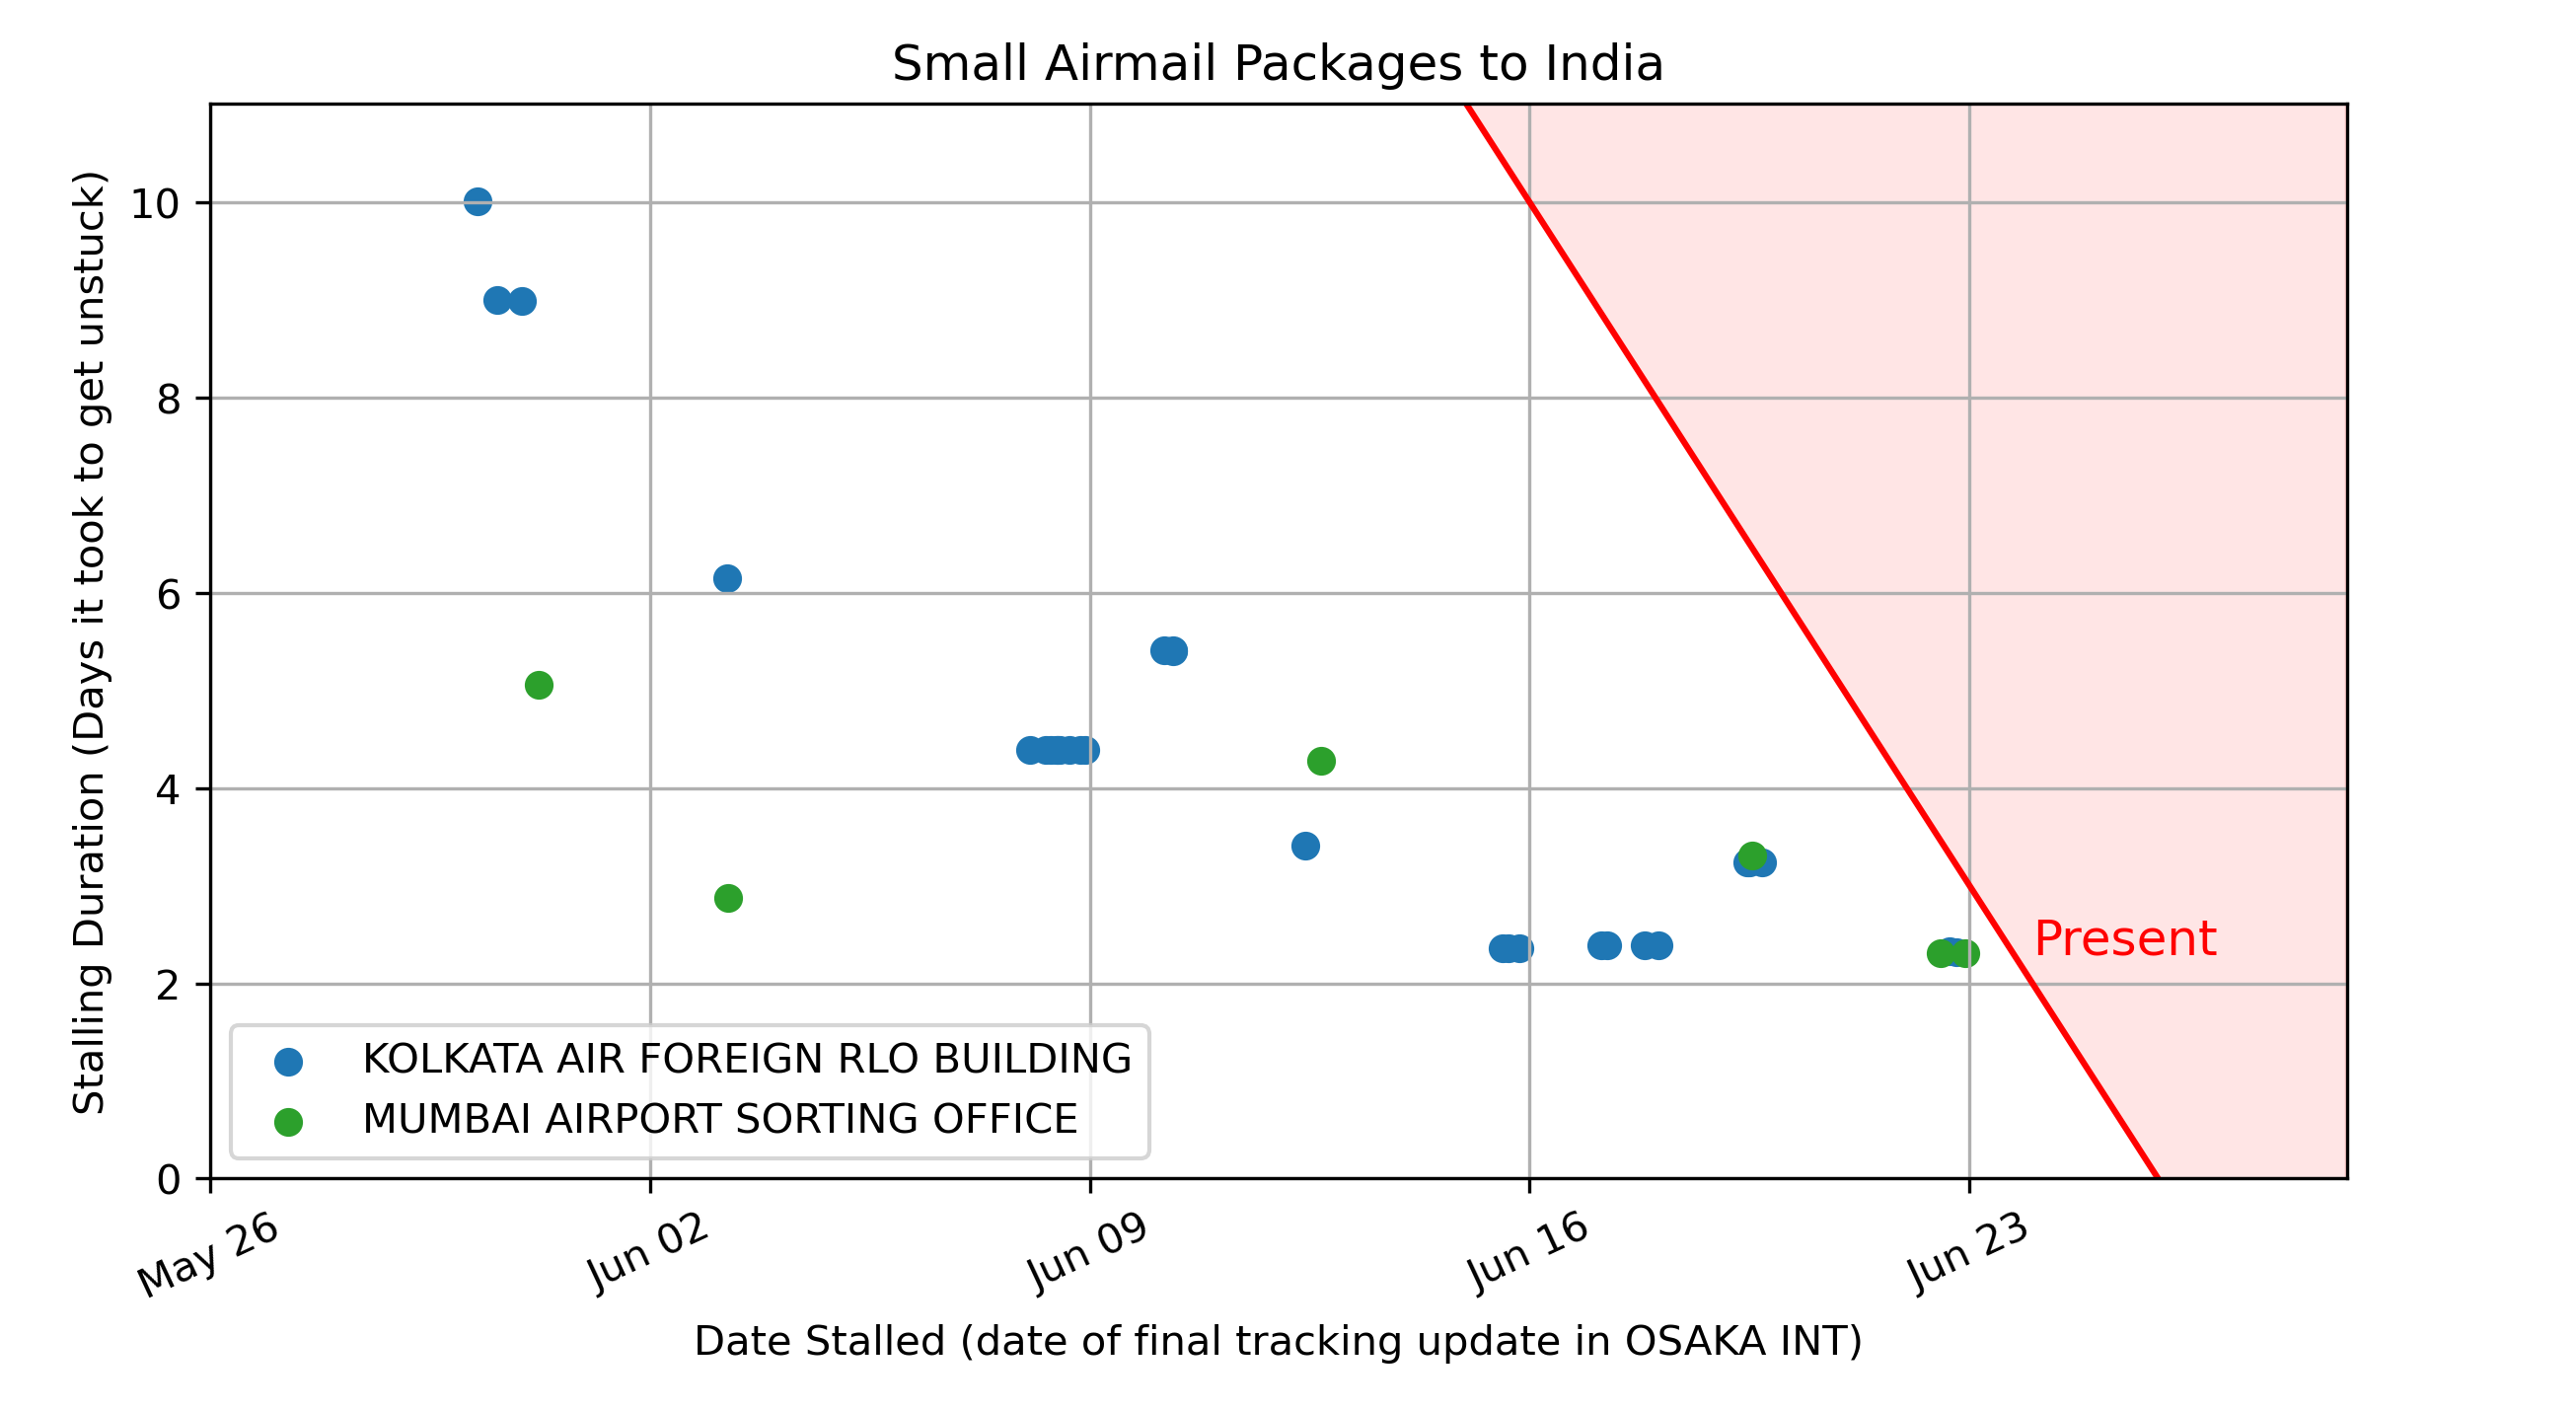 Small Airmail Packages to India
Stalling Duration (Days it took to get unstuck)
10
8
6
4
2
0
Present
KOLKATA AIR FOREIGN RLO BUILDING
MUMBAI AIRPORT SORTING OFFICE
May 26
Jun 02
Jun 09
Jun 16
Jun 23
Date Stalled (date of final tracking update in OSAKA INT)